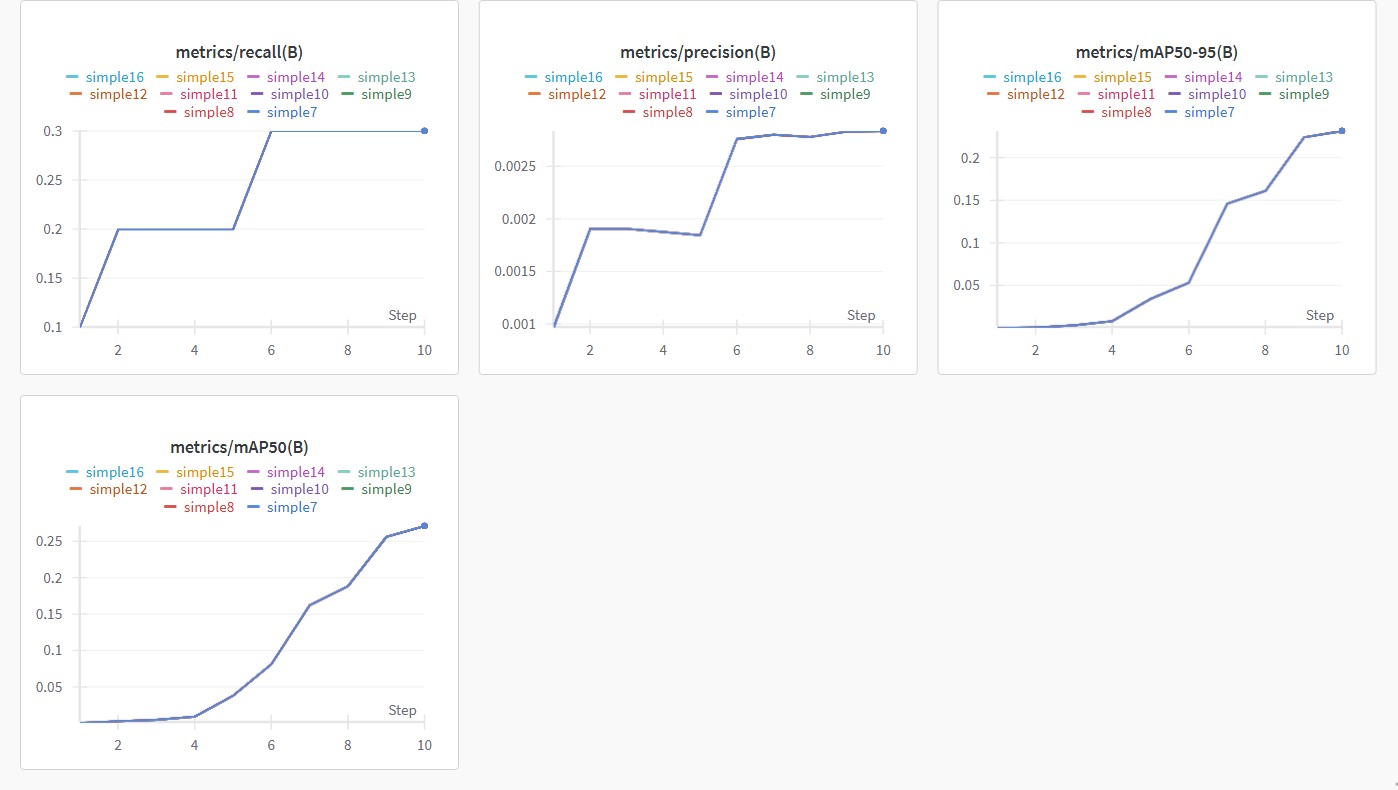 metrics/recall(B)
simple16 simple15 simple14 simple13
simple12 simple11 simple10 simple9
simple8 simple7
0.3
0.25
0.2
0.15
0.1
Step
2 4 6 8 10
metrics/precision(B)
simple16 simple15 simple14 simple13
simple12 simple11 simple10 simple9
simple8 simple7
0.0025
0.002
0.0015
0.001
Step
2 4 6 8 10
metrics/mAP50-95(B)
simple16 simple15 simple14 simple13
simple12 simple11 simple10 simple9
simple8 simple7
0.2
0.15
0.1
0.05
Step
2 4 6 8 10
metrics/mAP50(B)
simple16 simple15 simple14 simple13
simple12 simple11 simple10 simple9
simple8 simple7
0.25
0.2
0.15
0.1
0.05
Step
2 4 6 8 10